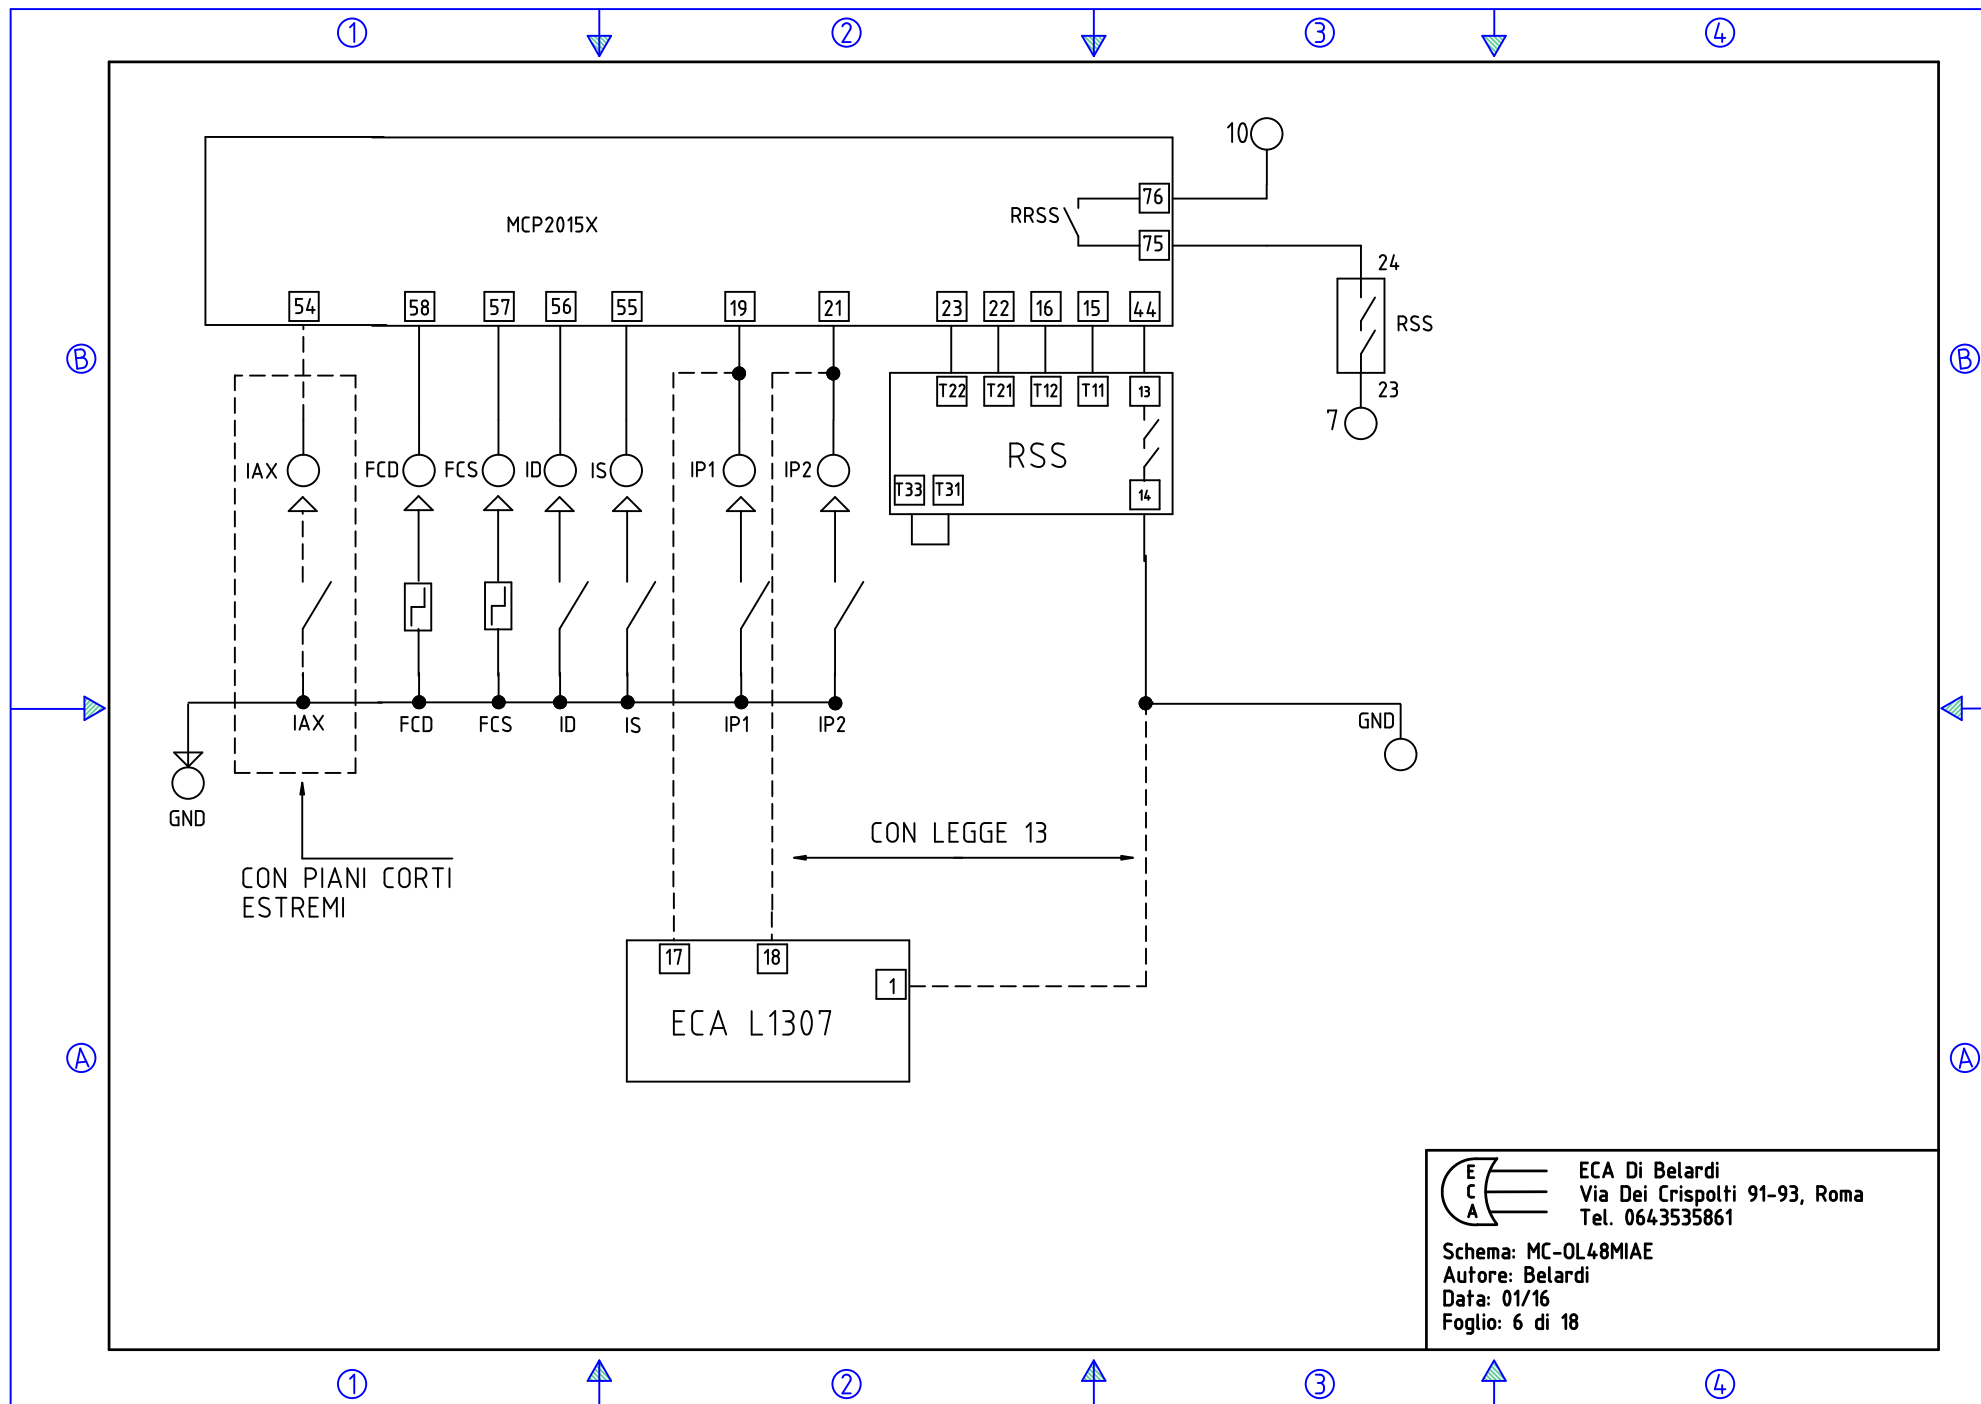 1 2 3 4
10
76
RRSS
MCP2015X
75
24
54 58 57 56 55 19 21 23 22 16 15 44
RSS
B B
T22 T21 T12 T11 13
23
7
RSS
IAX FCD FCS ID IS IP1 IP2
T33 T31 14
IAX FCD FCS ID IS IP1 IP2
GND
GND
CON LEGGE 13
CON PIANI CORTI
ESTREMI
17 18
1
ECA L1307
A A
E
C
A
ECA Di Belardi
Via Dei Crispolti 91-93, Roma
Tel. 0643535861
Schema: MC-OL48MIAE
Autore: Belardi
Data: 01/16
Foglio: 6 di 18
1 2 3 4